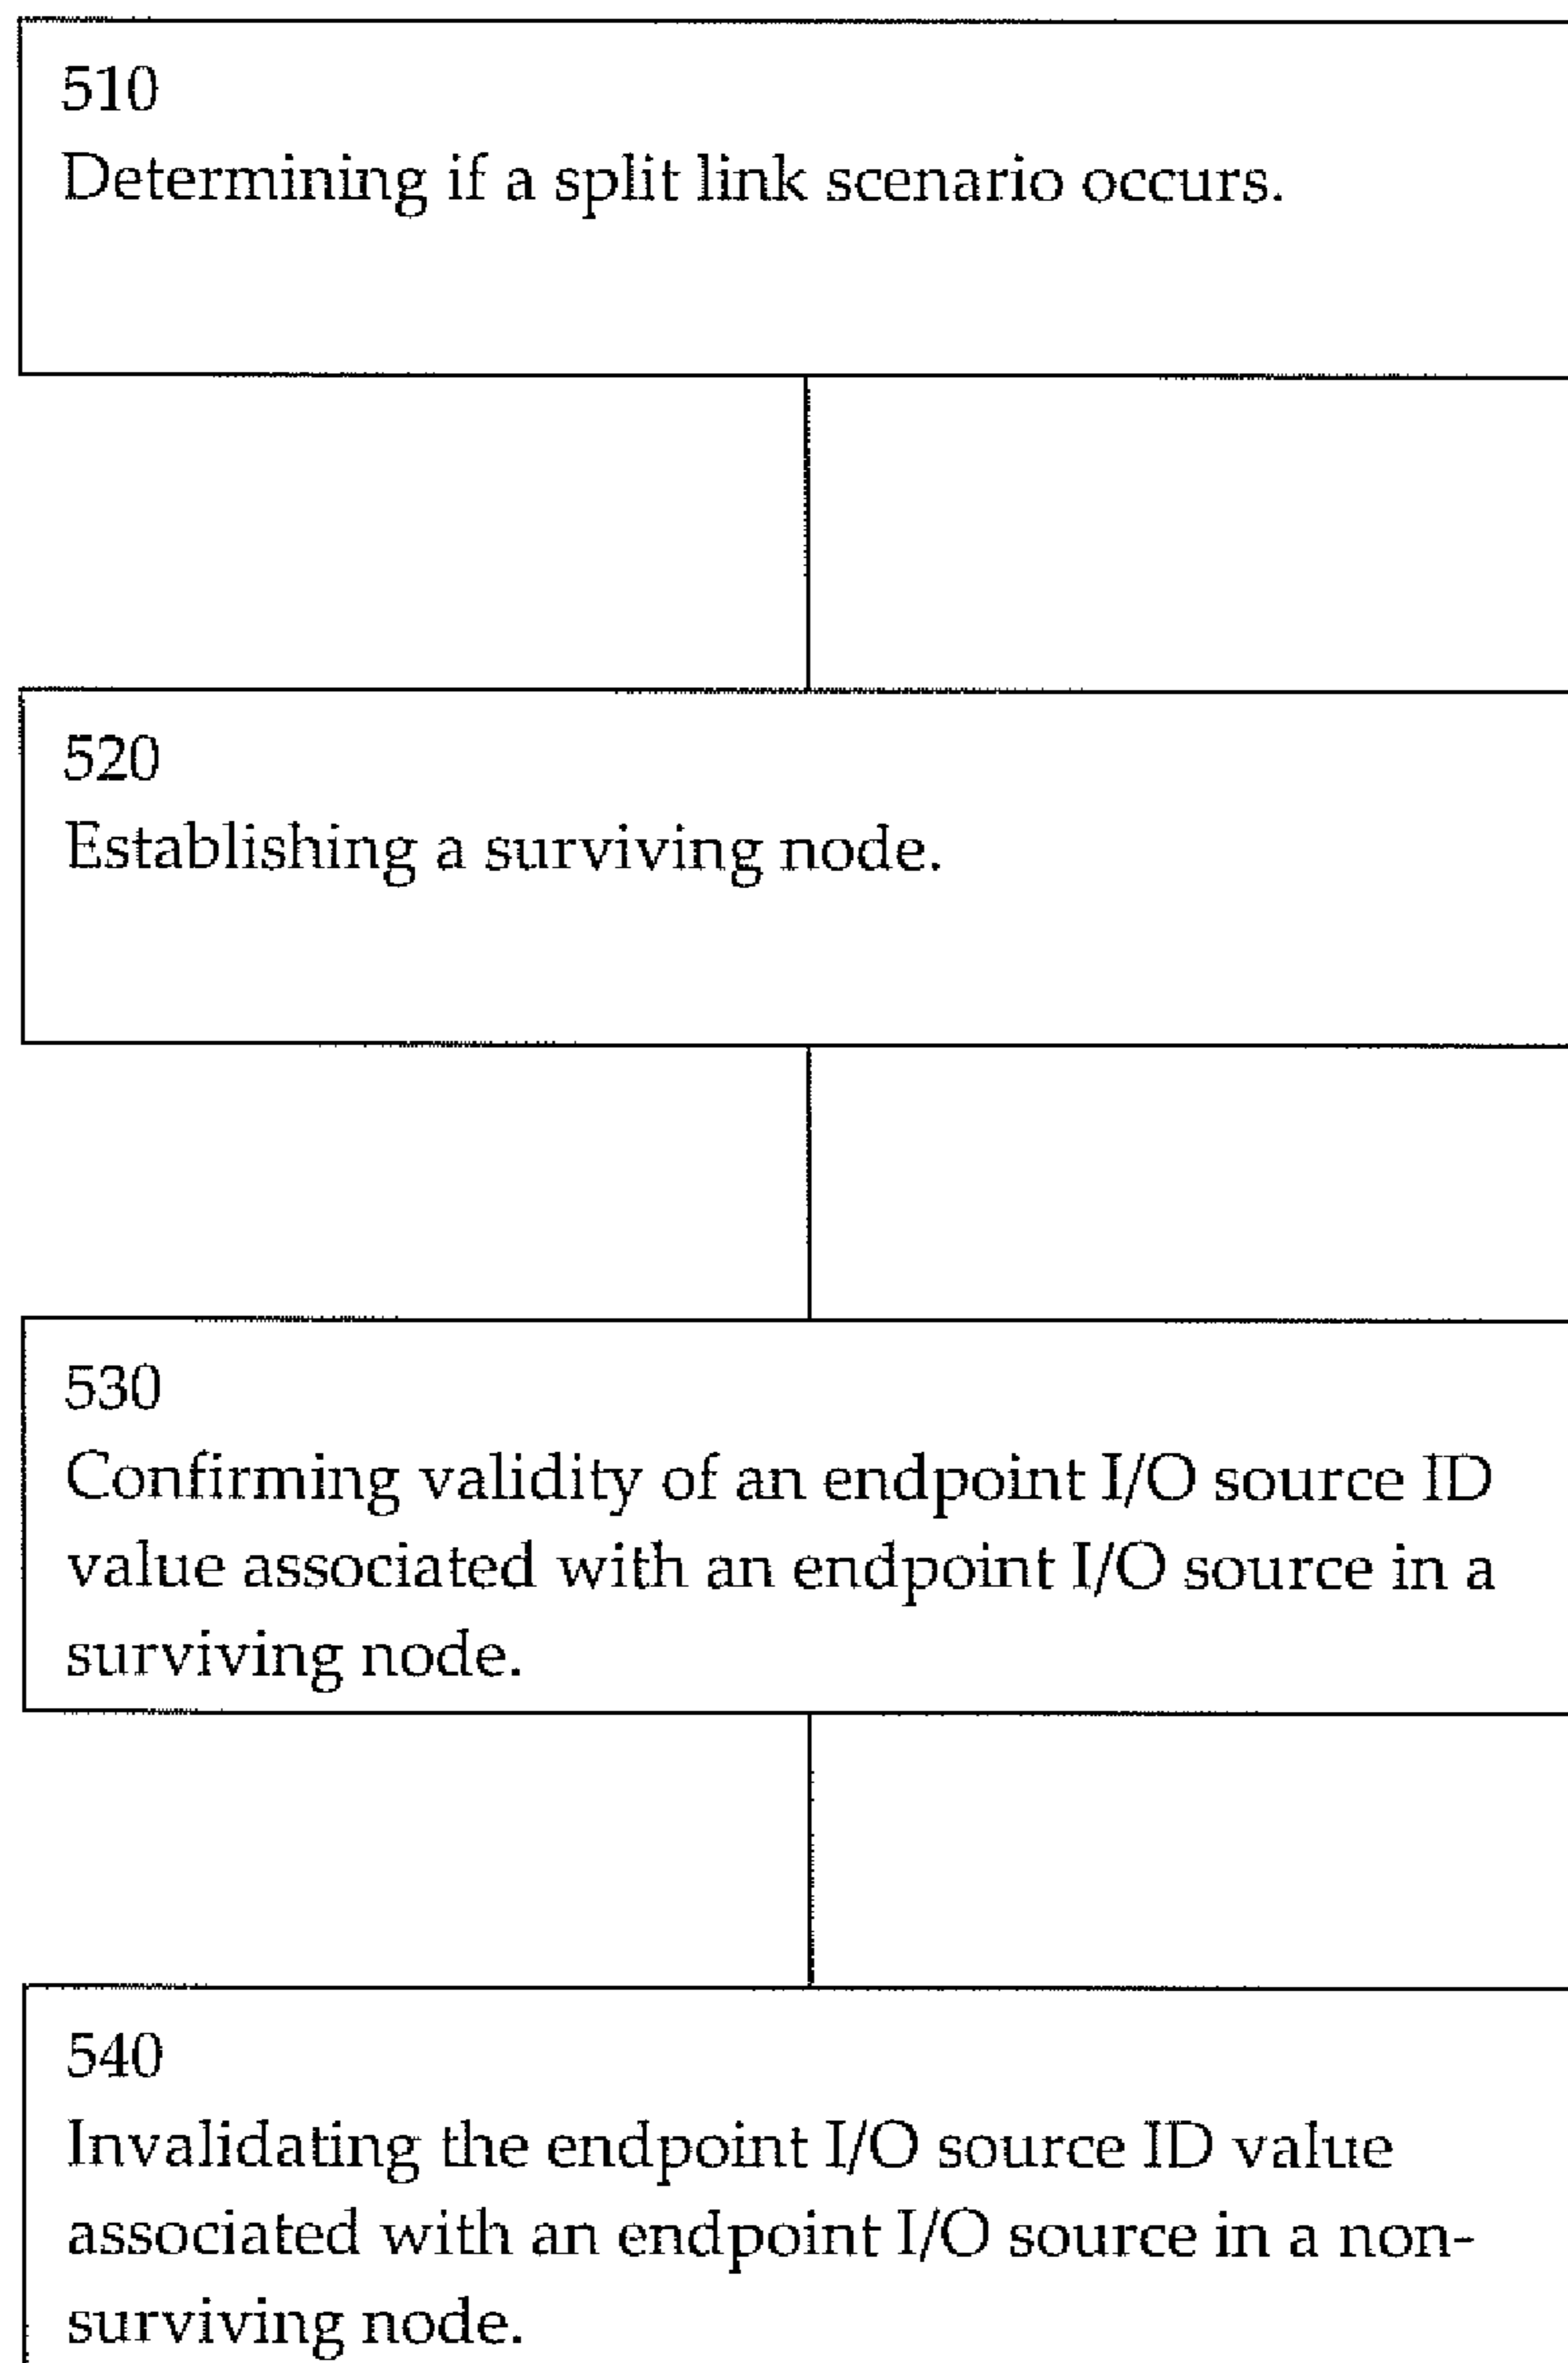 510
Determining if a split link scenario occurs.
520
Establishing a surviving node.
530
Confirming validity of an endpoint I/O source ID
value associated with an endpoint I/O source in a
surviving node.
540
Invalidating the endpoint I/O source ID value
associated with an endpoint I/O source in a non-
surviving node.